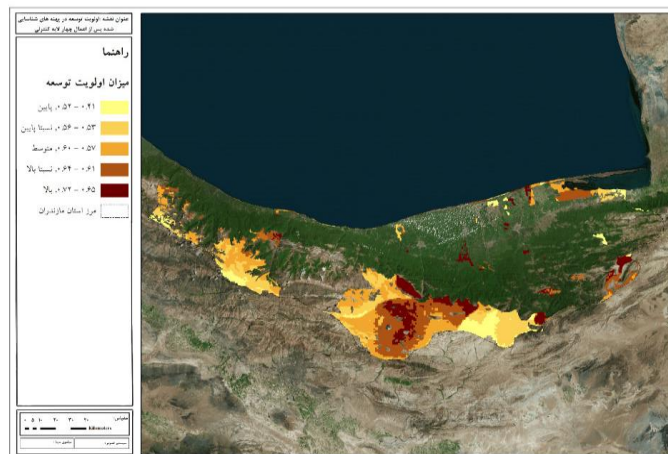 عنوان نقشه: اولویت توسعه در پهنه های شناسایی
شده پس از اعمال چهار لایه کنترلی
راهنما
میزان اولویت توسعه
۰.۴۱ - ۰.۵۲، پایین
۰.۵۳ - ۰.۵۶، نسبتا پایین
۰.۵۷ - ۰.۶۰، متوسط
۰.۶۱ - ۰.۶۴، نسبتا بالا
۰.۶۵ - ۰.۷۲، بالا
مرز استان مازندران
مقیاس:
Kilometers